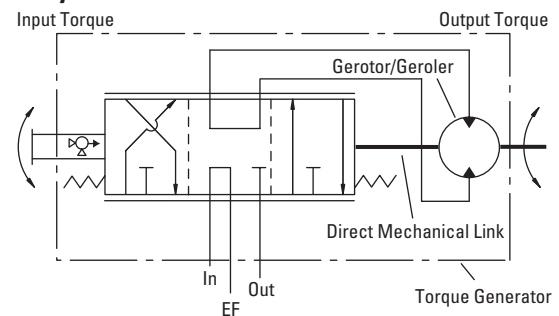 Input Torque
Output Torque
Gerotor/Geroler
Direct Mechanical Link
In
Out
EF
Torque Generator